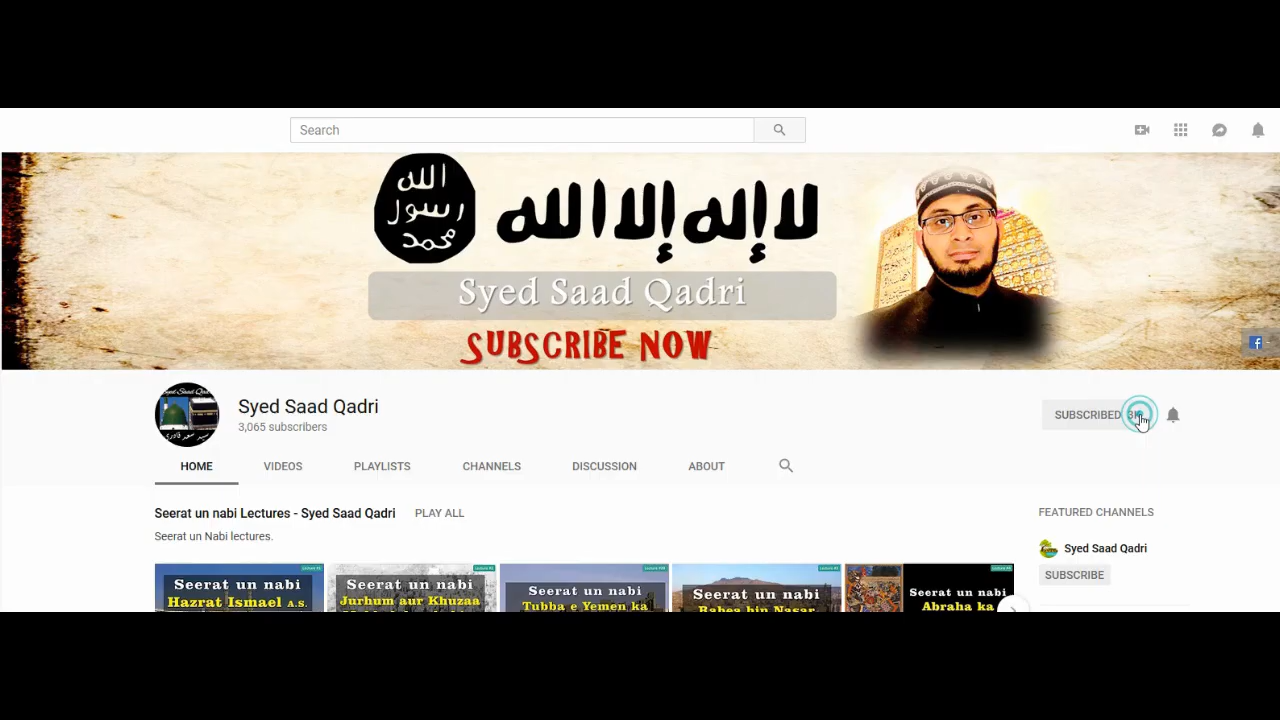 Search
الله
رسول
محمد
لا إله إلا الله
Syed Saad Qadri
SUBSCRIBE NOW
Syed Saad Qadri
3,065 subscribers
SUBSCRIBED
HOME VIDEOS PLAYLISTS CHANNELS DISCUSSION ABOUT
Seerat un nabi Lectures - Syed Saad Qadri PLAY ALL
Seerat un Nabi lectures.
FEATURED CHANNELS
Syed Saad Qadri
SUBSCRIBE
Seerat un nabi
Hazrat Ismael A.S.
Seerat un nabi
Jurhum aur Khuzaa
Seerat un nabi
Tubba e Yemen ka
Seerat un nabi
Rabea bin Nasar
Seerat un nabi
Abraha ka